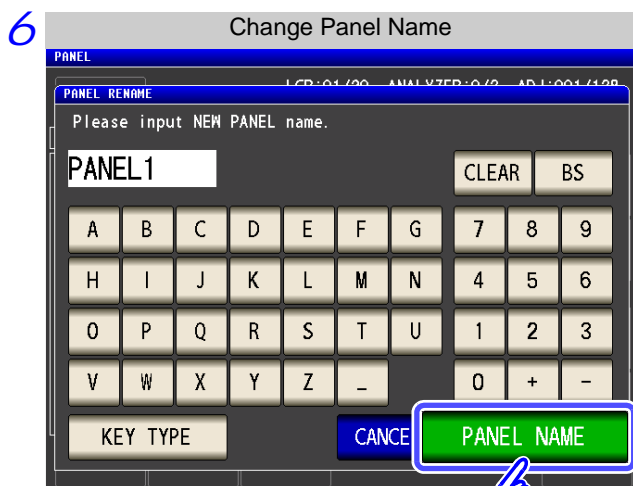 6
Change Panel Name
PANEL
PANEL RENAME
Please input NEW PANEL name.
PANEL1
CLEAR BS
A B C D E F G 7 8 9
H I J K L M N 4 5 6
O P Q R S T U 1 2 3
V W X Y Z _ 0 + -
KEY TYPE CANCE PANEL NAME